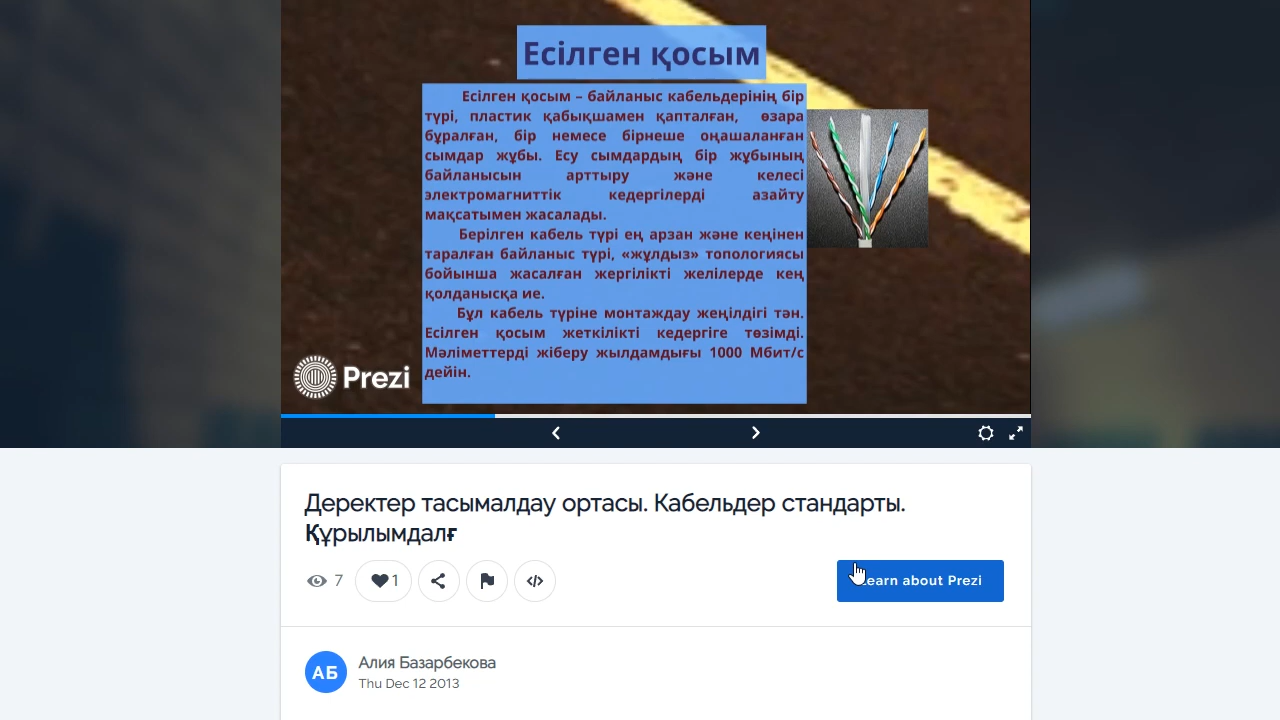 Есілген қосым
Есілген қосым – байланыс кабельдерінің бір
түрі, пластик қабықшамен қапталған, өзара
бұралған, бір немесе бірнеше оңашаланған
сымдар жұбы. Есу сымдардың бір жұбының
байланысын арттыру және келесі
электромагниттік кедергілерді азайту
мақсатымен жасалады.
Берілген кабель түрі ең арзан және кеңінен
таралған байланыс түрі, «жұлдыз» топологиясы
бойынша жасалған жергілікті желілерде кең
қолданысқа ие.
Бұл кабель түріне монтаждау жеңілдігі тән.
Есілген қосым жеткілікті кедергіге төзімді.
Мәліметтерді жіберу жылдамдығы 1000 Мбит/с
дейін.
Prezi
Деректер тасымалдау ортасы. Кабельдер стандарты.
Құрылымдалғ
7
1
Learn about Prezi
АБ
Алия Базарбекова
Thu Dec 12 2013